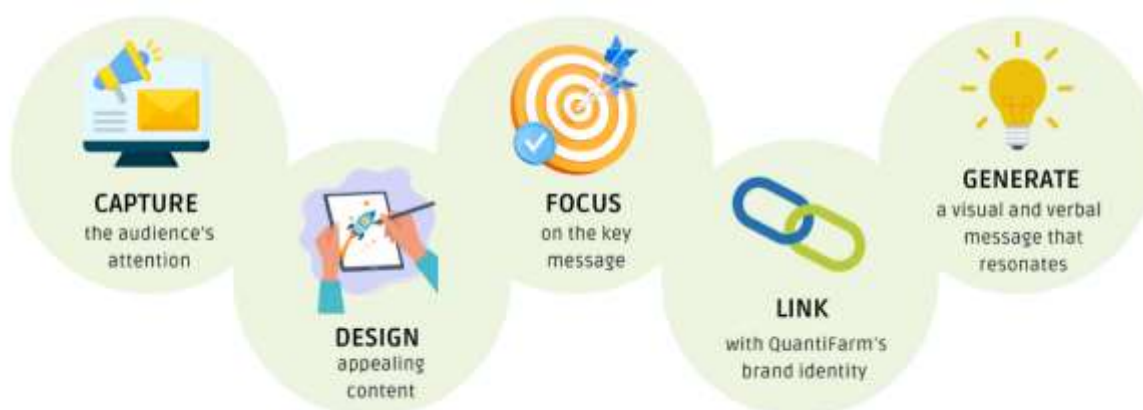 CAPTURE
the audience's
attention
DESIGN
appealing
content
FOCUS
on the key
message
LINK
with QuantiFarm's
brand identity
GENERATE
a visual and verbal
message that
resonates